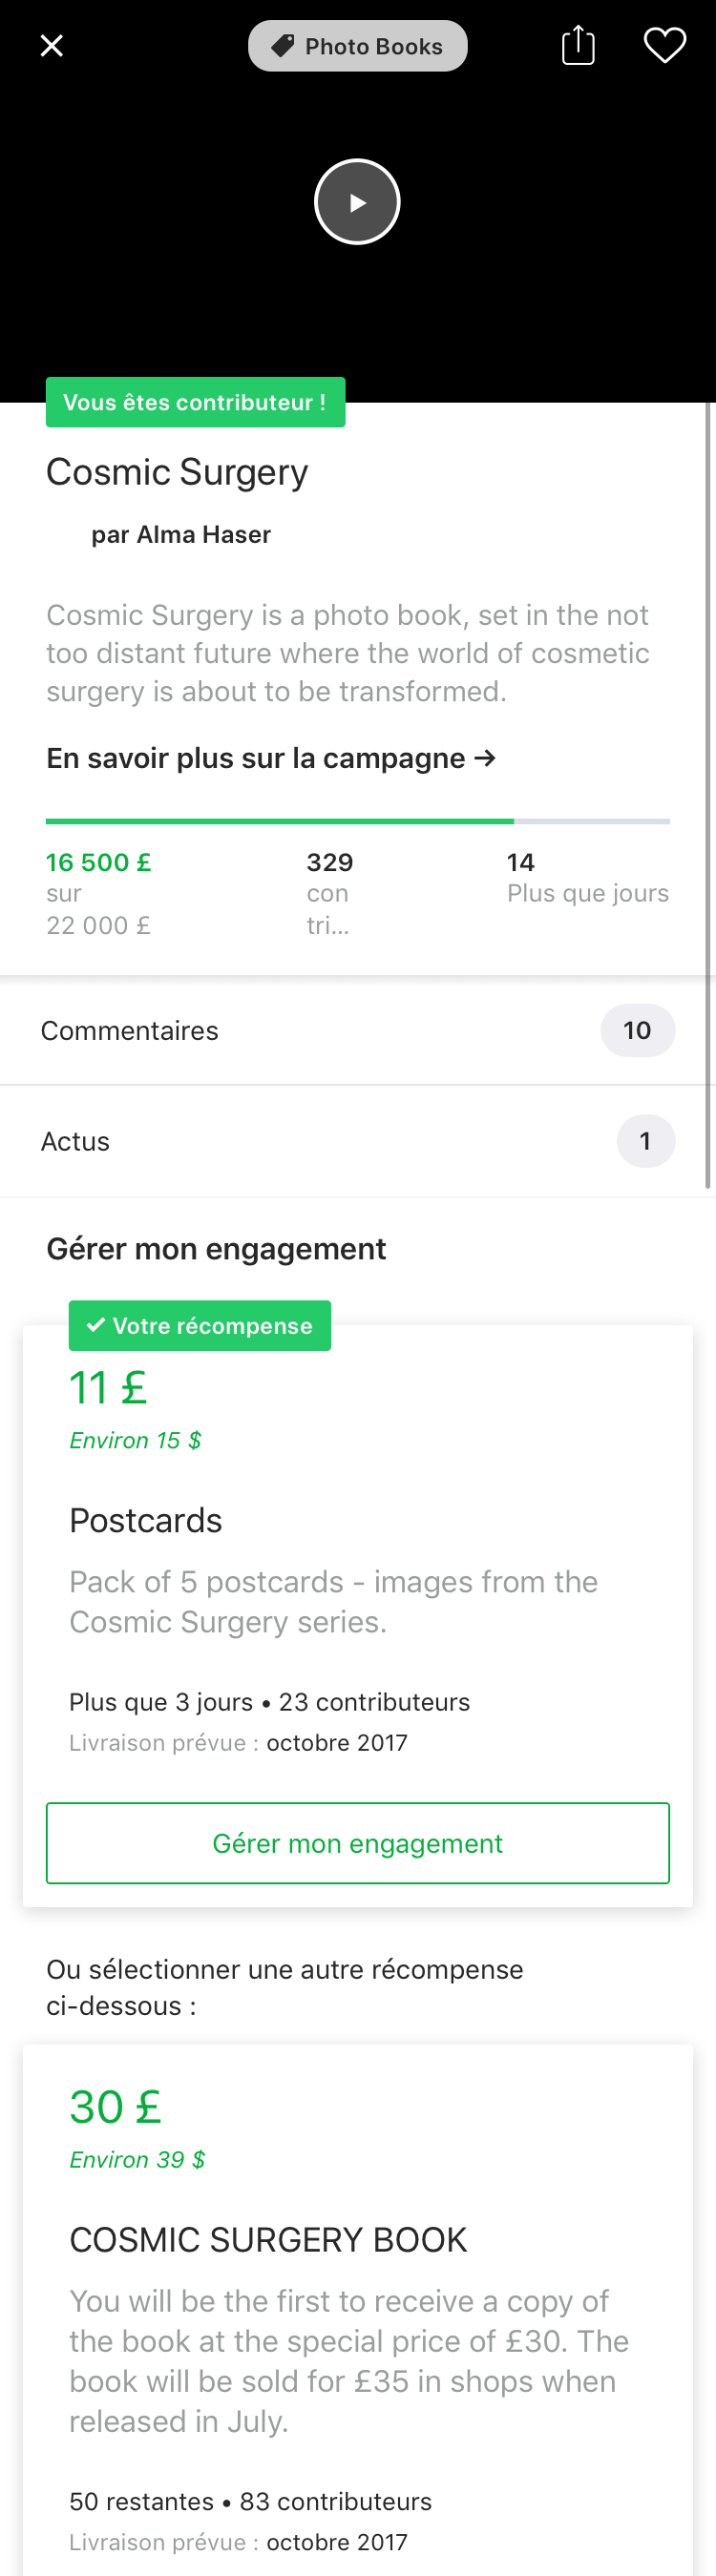 Photo Books
Vous êtes contributeur !
Cosmic Surgery
par Alma Haser
Cosmic Surgery is a photo book, set in the not
too distant future where the world of cosmetic
surgery is about to be transformed.
En savoir plus sur la campagne →
16 500 £
sur
22 000 £
329
con
tri...
14
Plus que jours
Commentaires
10
Actus
1
Gérer mon engagement
✓ Votre récompense
11 £
Environ 15 $
Postcards
Pack of 5 postcards - images from the
Cosmic Surgery series.
Plus que 3 jours • 23 contributeurs
Livraison prévue : octobre 2017
Gérer mon engagement
Ou sélectionner une autre récompense
ci-dessous :
30 £
Environ 39 $
COSMIC SURGERY BOOK
You will be the first to receive a copy of
the book at the special price of £30. The
book will be sold for £35 in shops when
released in July.
50 restantes • 83 contributeurs
Livraison prévue : octobre 2017